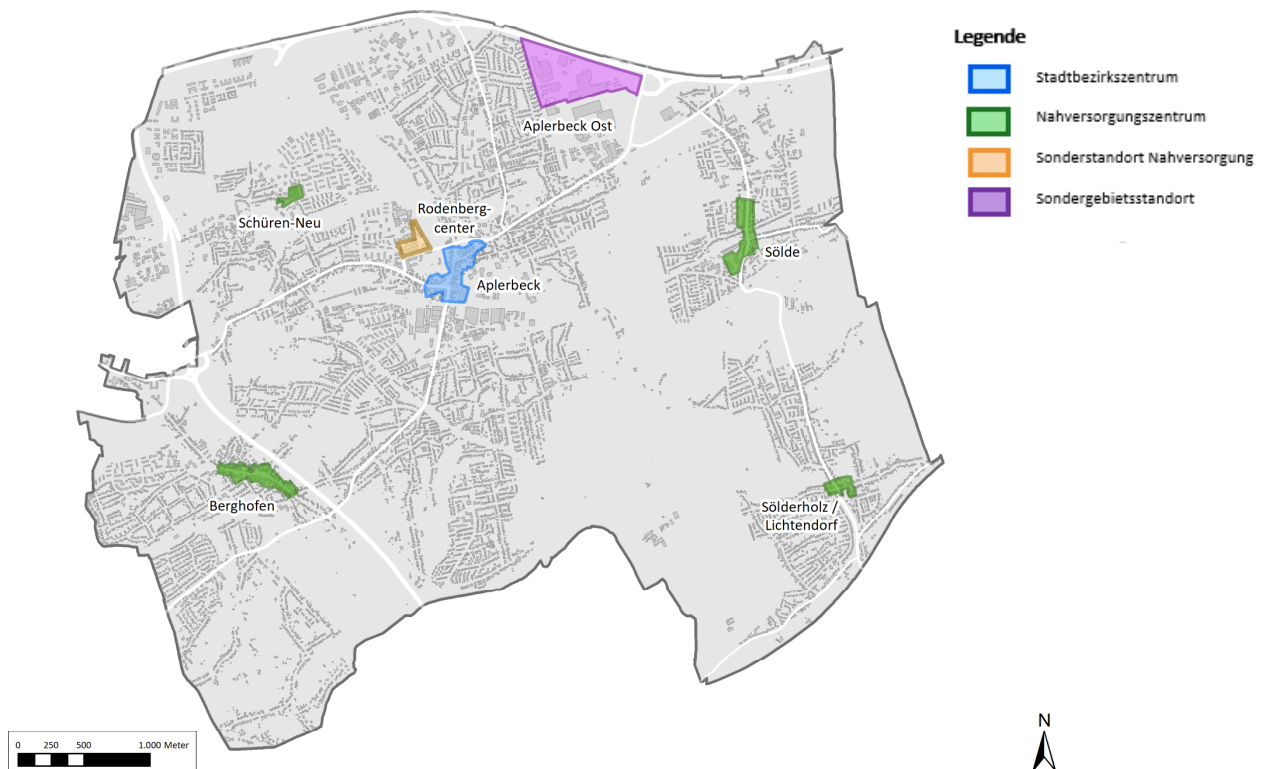 Legende
Stadtbezirkszentrum
Nahversorgungszentrum
Sonderstandort Nahversorgung
Sondergebietsstandort
Aplerbeck Ost
Schüren-Neu
Rodenberg-
center
Sölde
Aplerbeck
Berghofen
Sölderholz /
Lichtendorf
0 250 500 1.000 Meter
N